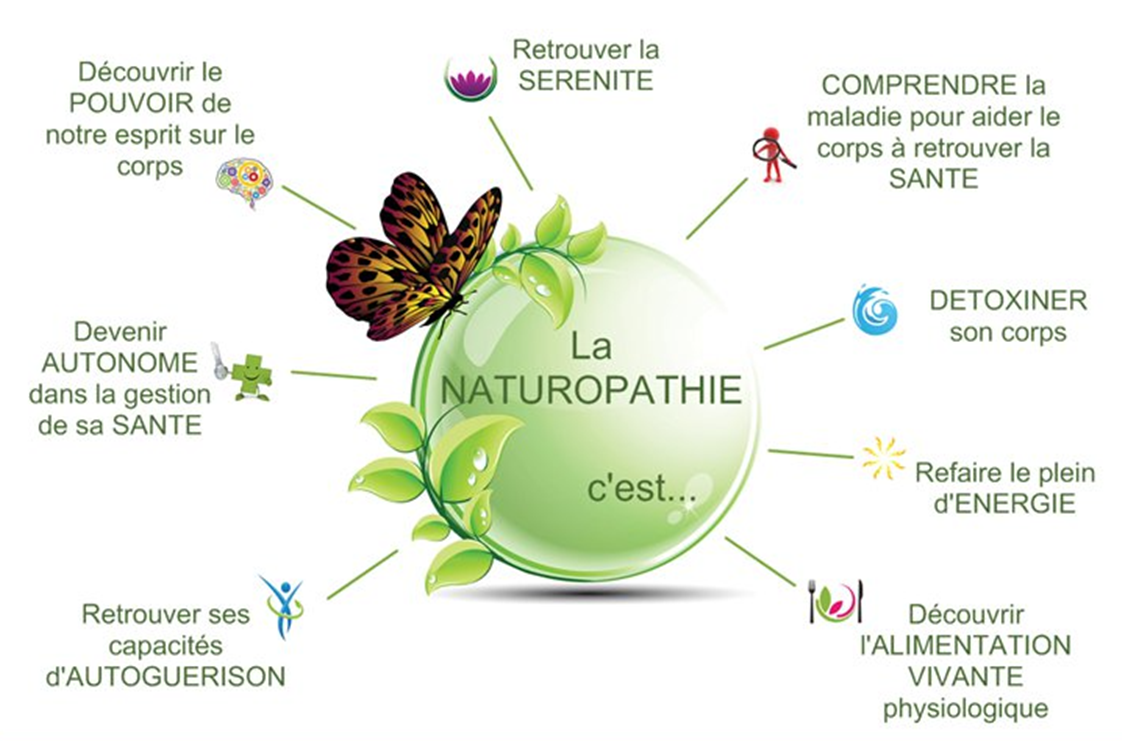 La
NATUROPATHIE
c'est...
Retrouver la
SERENITE
COMPRENDRE la
maladie pour aider le
corps à retrouver la
SANTE
DETOXINER
son corps
Refaire le plein
d'ENERGIE
Découvrir
l'ALIMENTATION
VIVANTE
physiologique
Retrouver ses
capacités
d'AUTOGUERISON
Devenir
AUTONOME
dans la gestion
de sa SANTE
Découvrir le
POUVOIR de
notre esprit sur le
corps